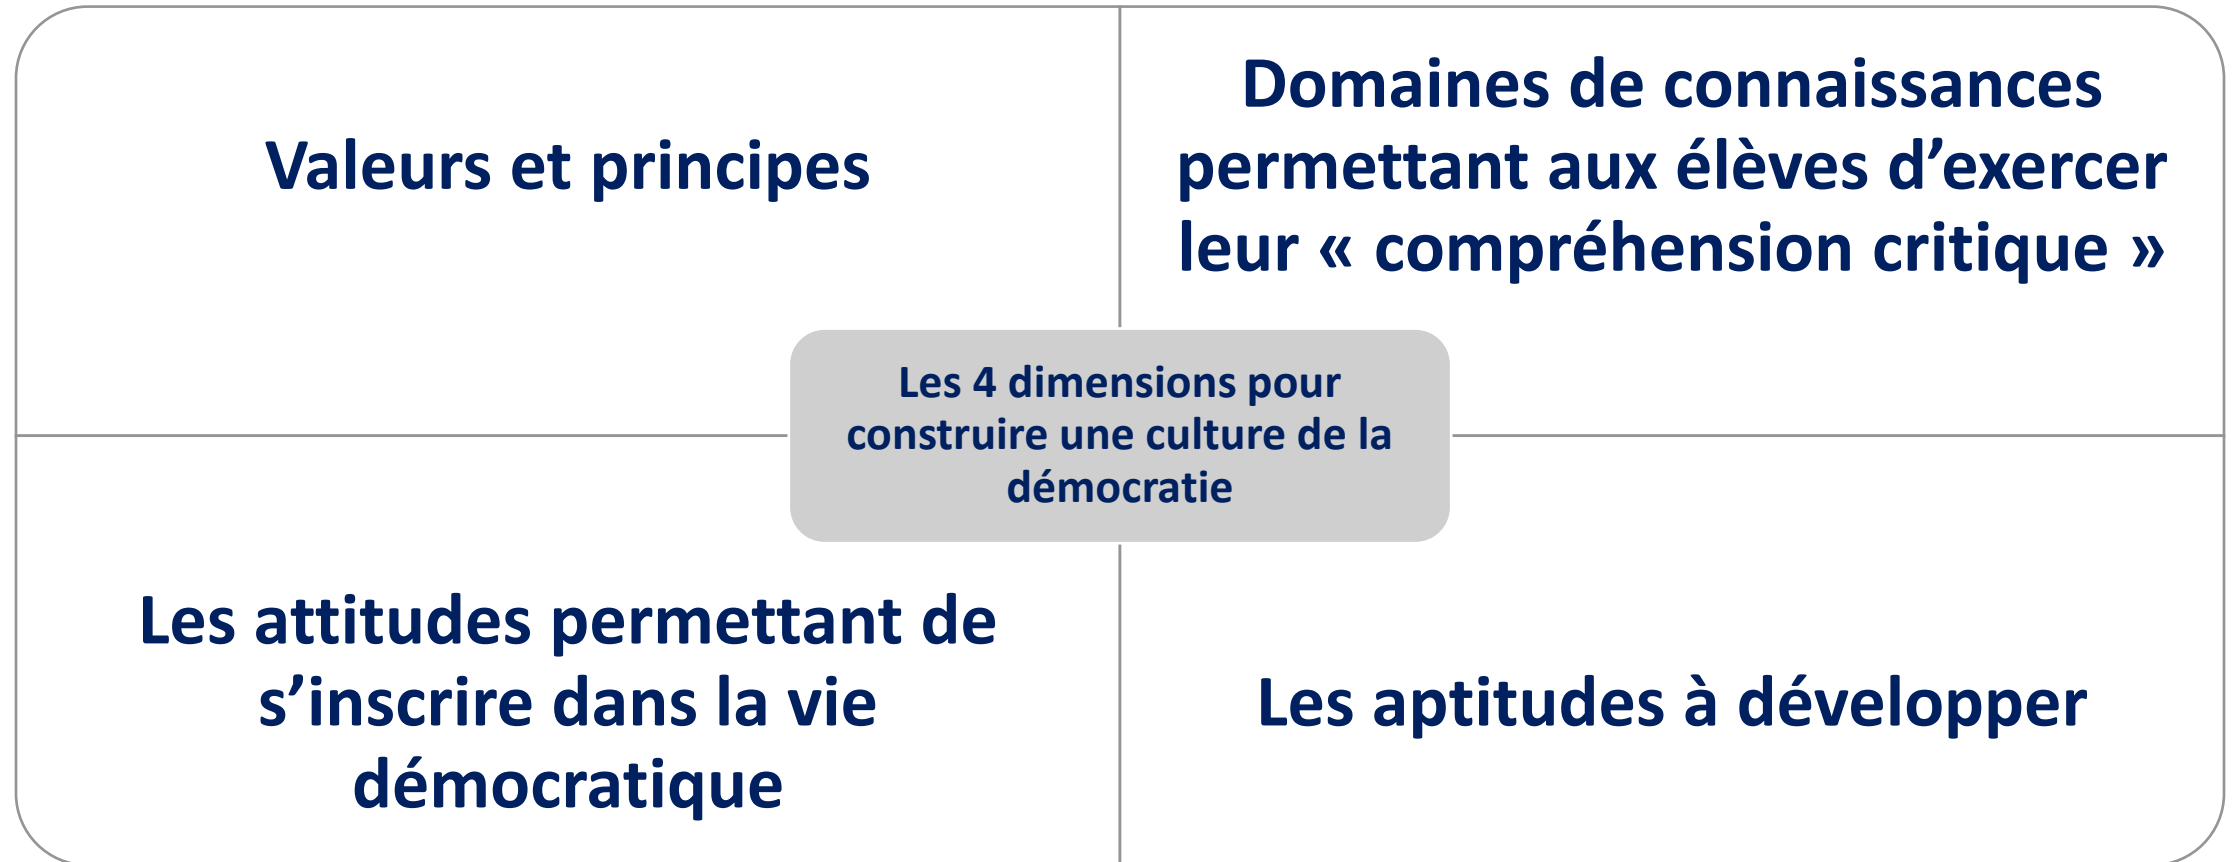 Valeurs et principes
Domaines de connaissances
permettant aux élèves d’exercer
leur « compréhension critique »
Les 4 dimensions pour
construire une culture de la
démocratie
Les attitudes permettant de
s’inscrire dans la vie
démocratique
Les aptitudes à développer